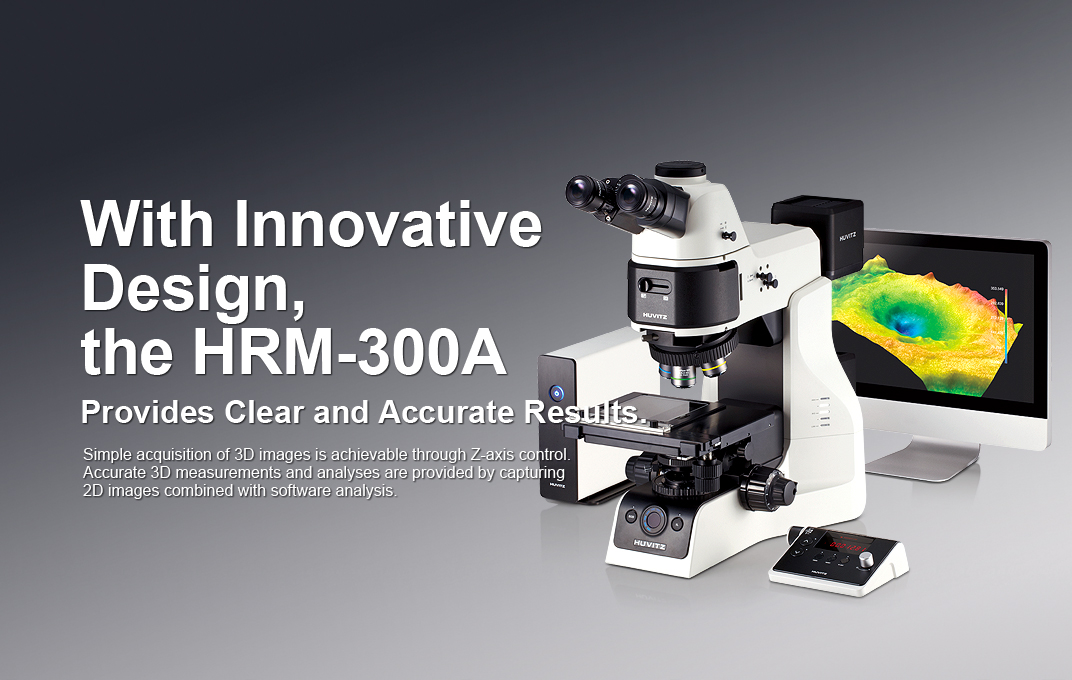 With Innovative
Design,
the HRM-300A
Provides Clear and Accurate Results.
Simple acquisition of 3D images is achievable through Z-axis control.
Accurate 3D measurements and analyses are provided by capturing
2D images combined with software analysis.
HUVITZ
HUVITZ
HUVITZ
HUVITZ
HUVITZ